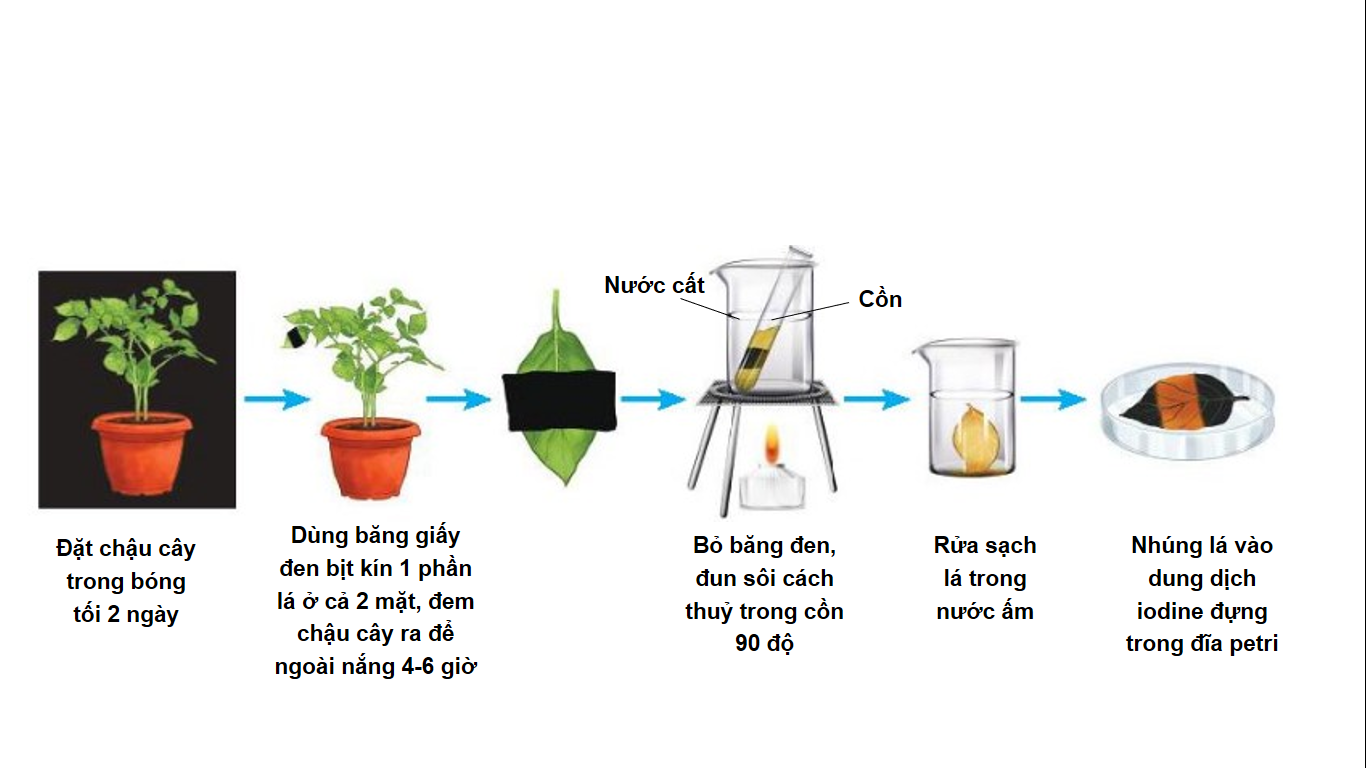 Nước cất
Cồn
Đặt chậu cây
trong bóng
tối 2 ngày
Dùng băng giấy
đen bịt kín 1 phần
lá ở cả 2 mặt, đem
chậu cây ra để
ngoài nắng 4-6 giờ
Bỏ băng đen,
đun sôi cách
thuỷ trong cồn
90 độ
Rửa sạch
lá trong
nước ấm
Nhúng lá vào
dung dịch
iodine đựng
trong đĩa petri